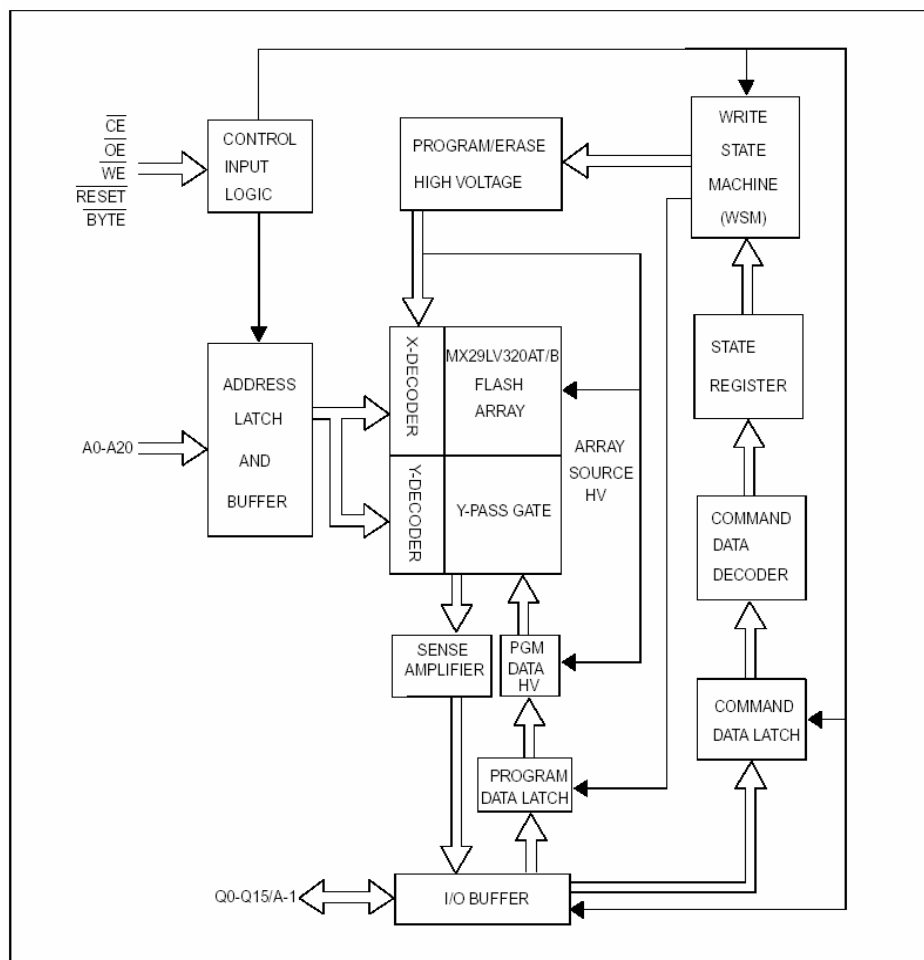 CE
OE
WE
RESET
BYTE
CONTROL
INPUT
LOGIC
PROGRAM/ERASE
HIGH VOLTAGE
WRITE
STATE
MACHINE
(WSM)
A0-A20
ADDRESS
LATCH
AND
BUFFER
X-DECODER
MX29LV320AT/B
FLASH
ARRAY
Y-DECODER
Y-PASS GATE
ARRAY
SOURCE
HV
STATE
REGISTER
COMMAND
DATA
DECODER
SENSE
AMPLIFIER
PGM
DATA
HV
COMMAND
DATA LATCH
PROGRAM
DATA LATCH
Q0-Q15/A-1
I/O BUFFER